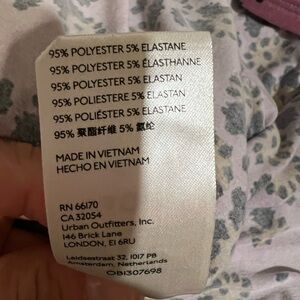 95% POLYESTER 5% ELASTANE
95% POLYESTER 5% ÉLASTHANNE
95% POLYESTER 5% ELASTAN
95% POLIESTERE 5% ELASTAN
95% POLIÉSTER 5% ELASTANE
95% 聚酯纤维 5% 氨纶
MADE IN VIETNAM
HECHO EN VIETNAM
RN 66170
CA 32054
Urban Outfitters, Inc.
146 Brick Lane
LONDON, E1 6RU
Laidsestraat 32, 1017 PB
Amsterdam, Netherlands
OBI307698